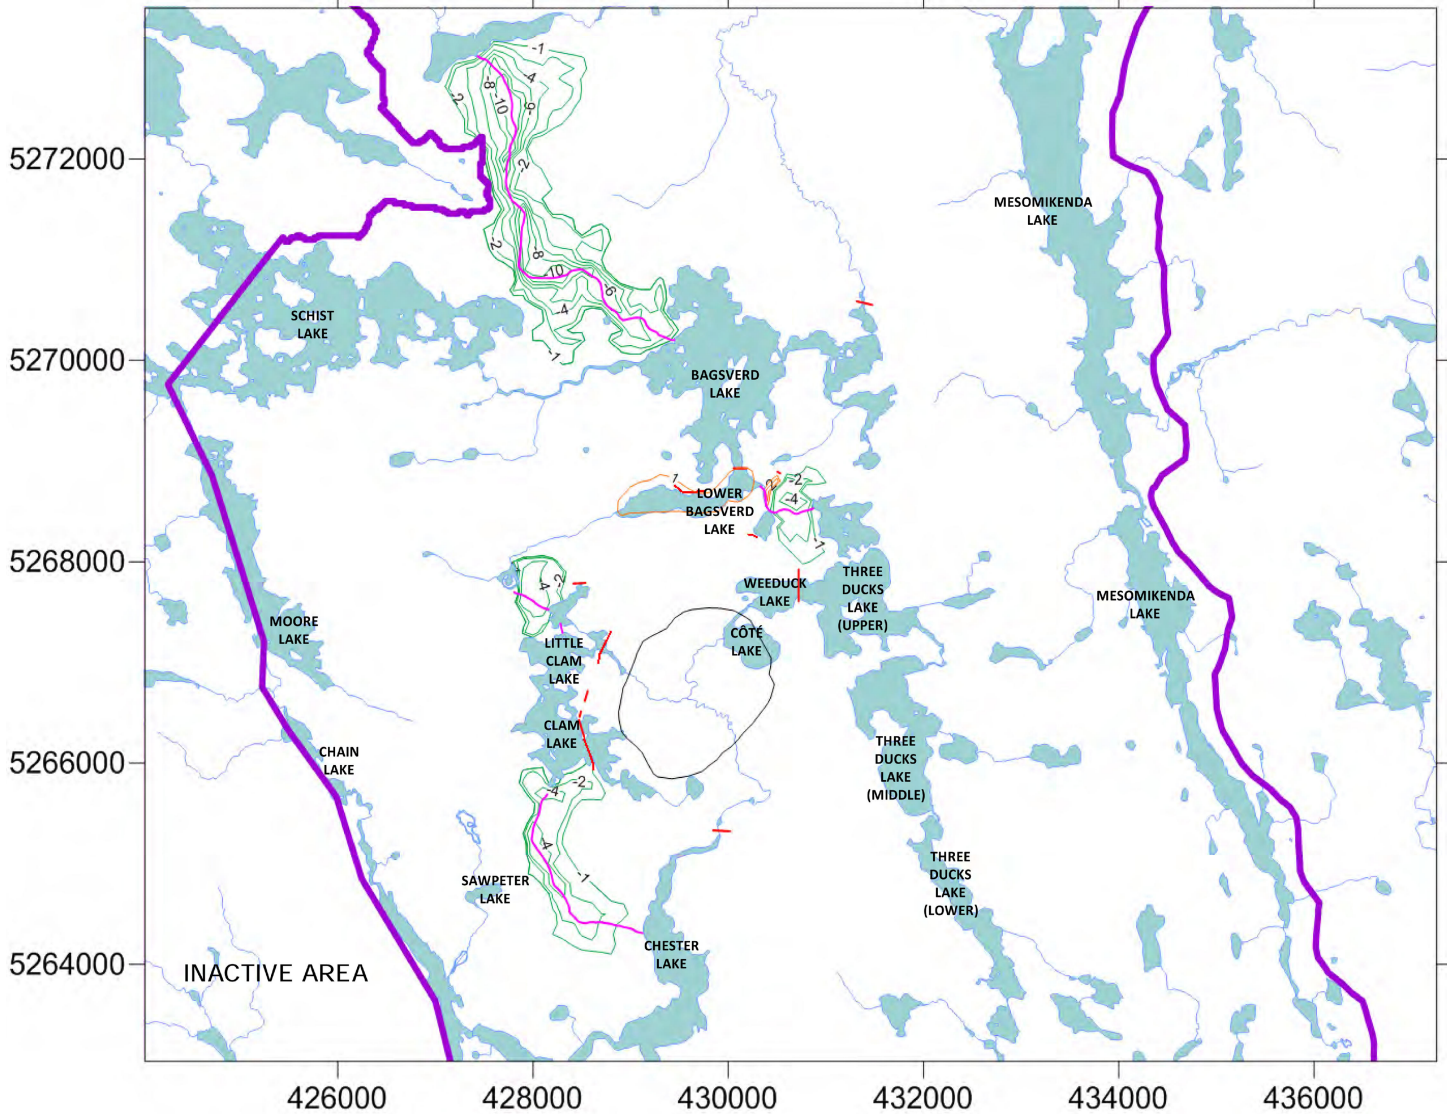 -1
-4
-8
-2
-10
-9
5272000
-2
MESOMIKENDA
LAKE
-2
-8
-10
-6
SCHIST
LAKE
-4
-1
5270000
BAGSVERD
LAKE
1
2
-2
-4
LOWER
BAGSVERD
LAKE
-1
5268000
-4
-2
WEEDUCK
LAKE
THREE
DUCKS
LAKE
(UPPER)
MESOMIKENDA
LAKE
MOORE
LAKE
CÔTÉ
LAKE
LITTLE
CLAM
LAKE
CLAM
LAKE
THREE
DUCKS
LAKE
(MIDDLE)
CHAIN
LAKE
5266000
-2
-4
-4
-1
SAWPETER
LAKE
THREE
DUCKS
LAKE
(LOWER)
CHESTER
LAKE
5264000
INACTIVE AREA
426000
428000
430000
432000
434000
436000